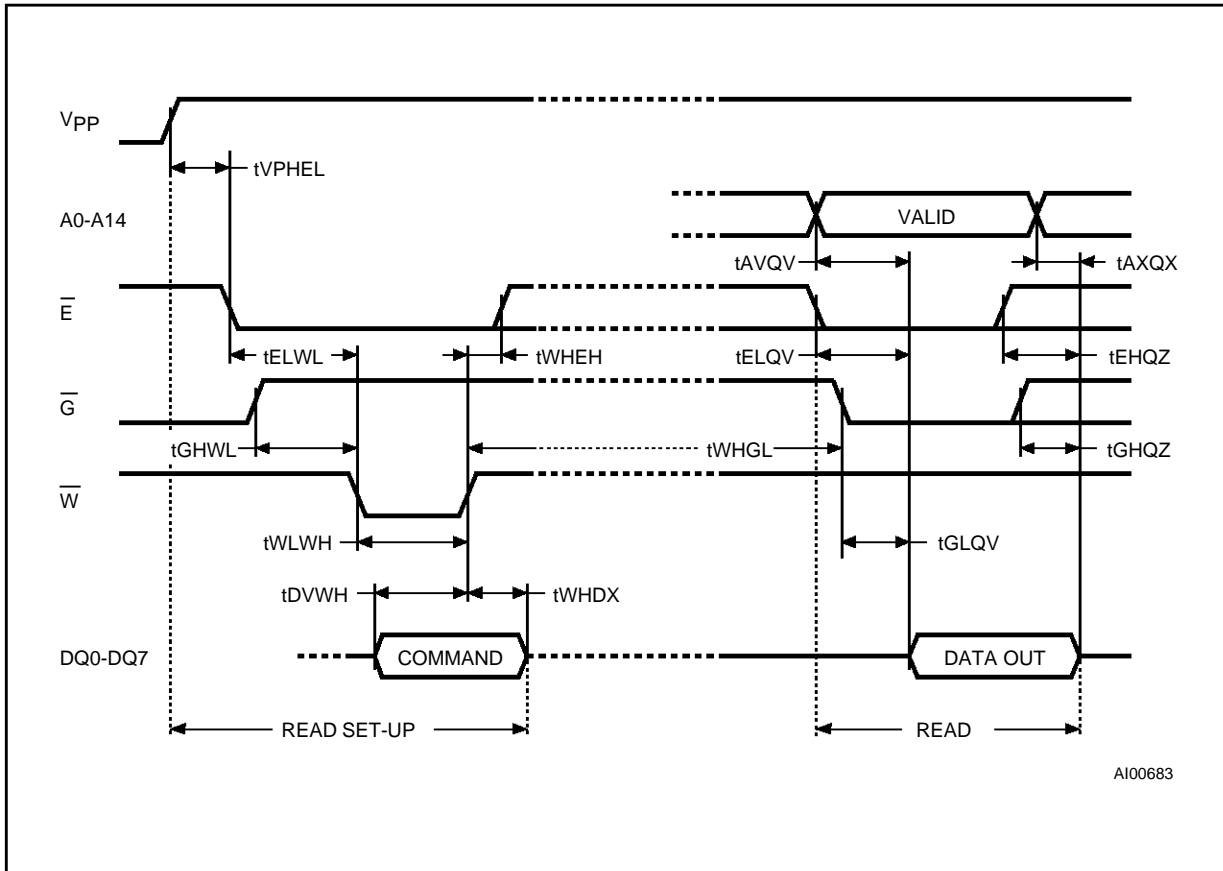 VPP
tVPHEL
A0-A14
VALID
tAVQV
tAXQX
E̅
tELWL
tWHEH
tELQV
tEHQZ
G̅
tGHWL
tWHGL
tGHQZ
W̅
tWLWH
tGLQV
tDVWH
tWHDX
DQ0-DQ7
COMMAND
DATA OUT
READ SET-UP
READ
AI00683